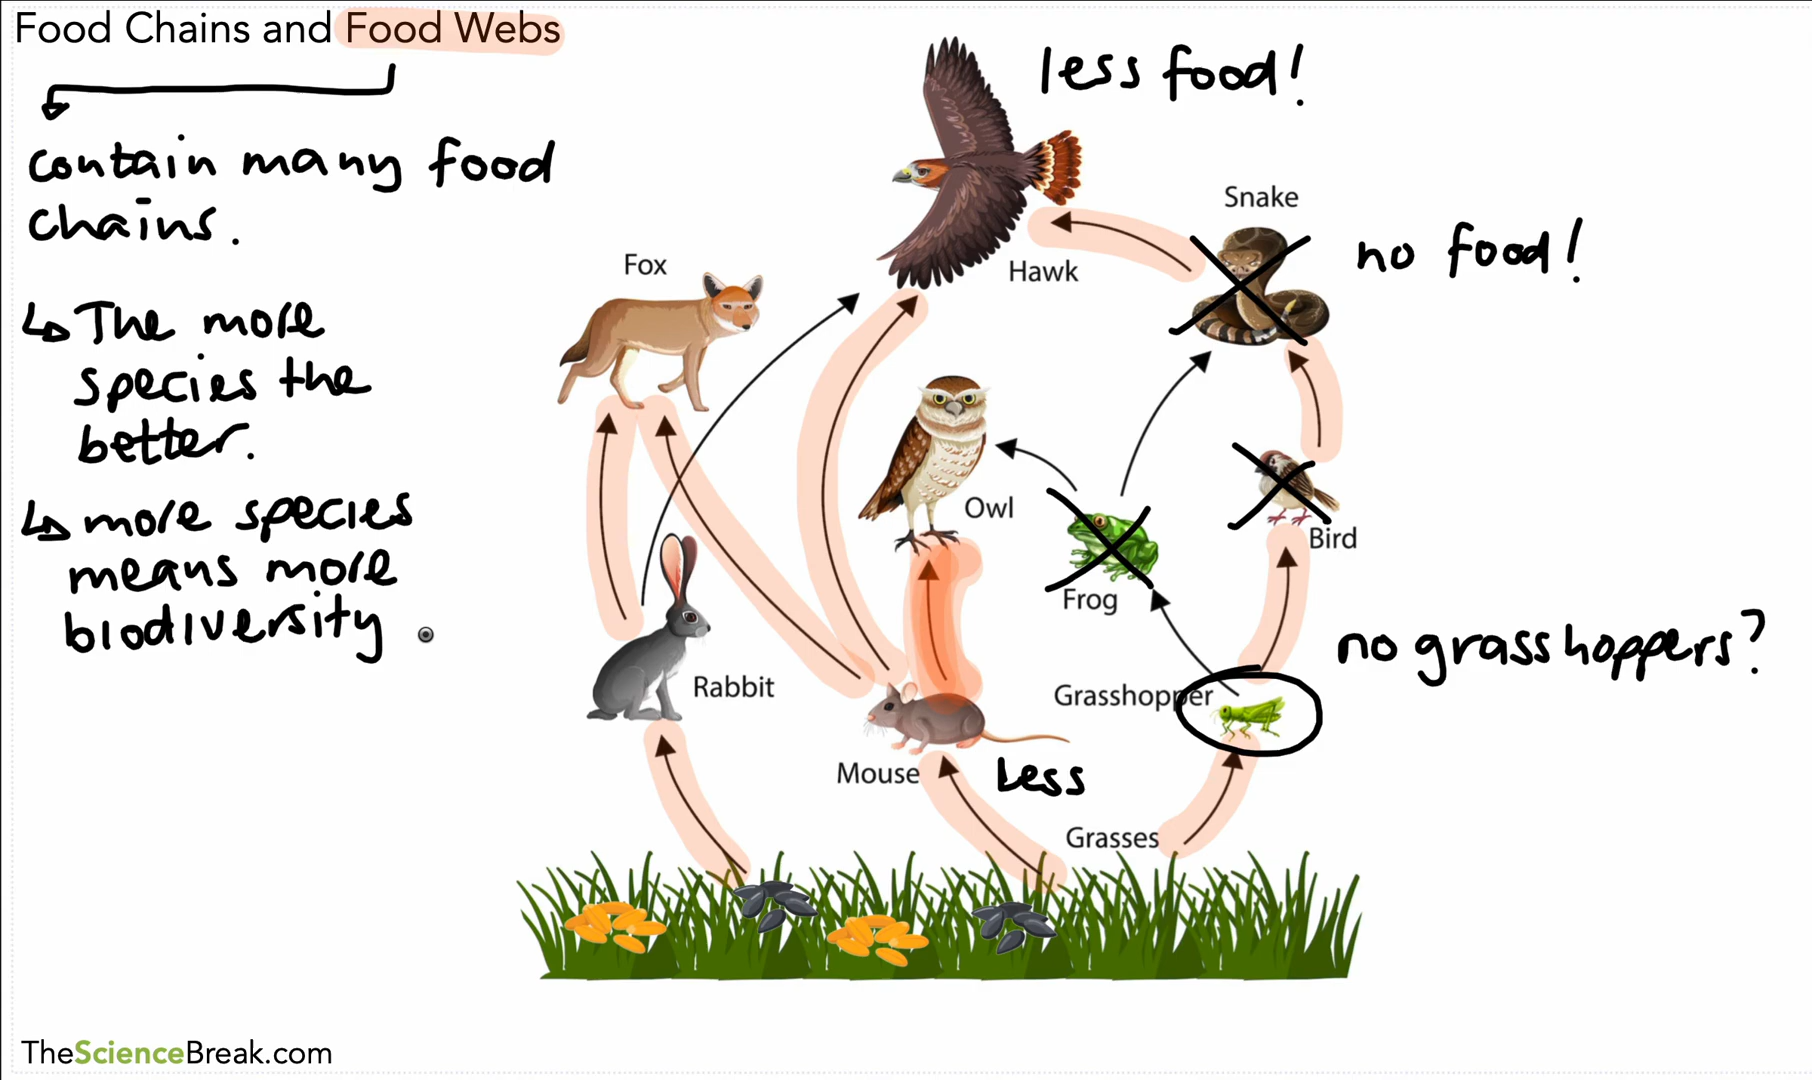 Food Chains and Food Webs
contain many food
chains.
↳ The more
species the
better.
↳ more species
means more
biodiversity
less food!
Snake
no food!
Fox
Hawk
Owl
Bird
Frog
no grasshoppers?
Rabbit
Grasshopper
Mouse
Less
Grasses
TheScienceBreak.com